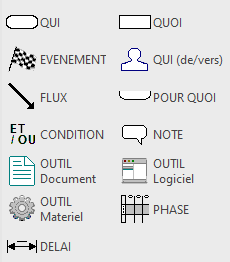 QUI
QUOI
EVENEMENT
QUI (de/vers)
FLUX
POUR QUOI
ET
/OU
CONDITION
NOTE
OUTIL
Document
OUTIL
Logiciel
OUTIL
Materiel
PHASE
DELAI